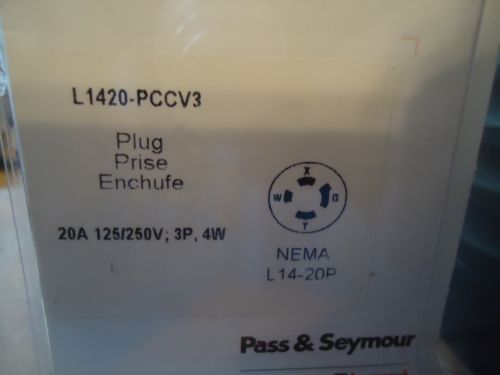 L1420-PCCV3
Plug
Prise
Enchufe
20A 125/250V; 3P, 4W
X
W G
Y
NEMA
L14-20P
Pass & Seymour